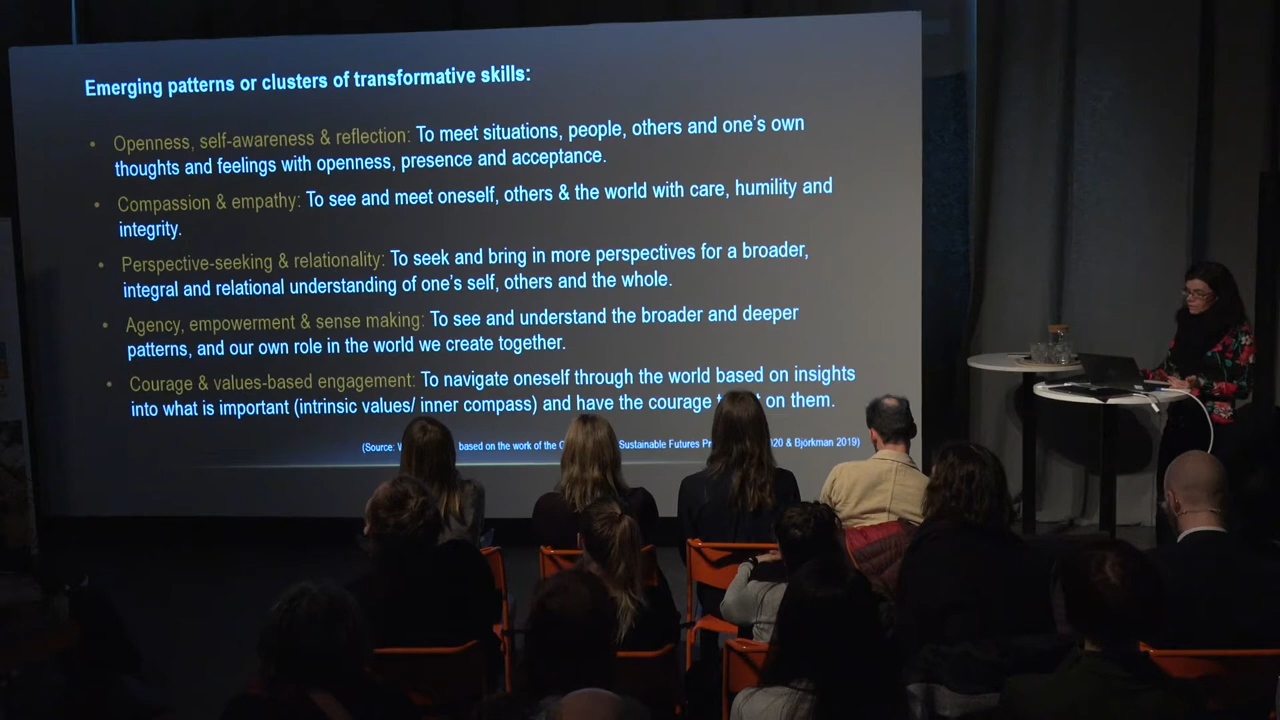 Emerging patterns or clusters of transformative skills:
• Openness, self-awareness & reflection: To meet situations, people, others and one's own
thoughts and feelings with openness, presence and acceptance.
• Compassion & empathy: To see and meet oneself, others & the world with care, humility and
integrity.
• Perspective-seeking & relationality: To seek and bring in more perspectives for a broader,
integral and relational understanding of one's self, others and the whole.
• Agency, empowerment & sense making: To see and understand the broader and deeper
patterns, and our own role in the world we create together.
• Courage & values-based engagement: To navigate oneself through the world based on insights
into what is important (intrinsic values/ inner compass) and have the courage on them.
(Source: based on the work of the Sustainable Futures & Björkman 2019)